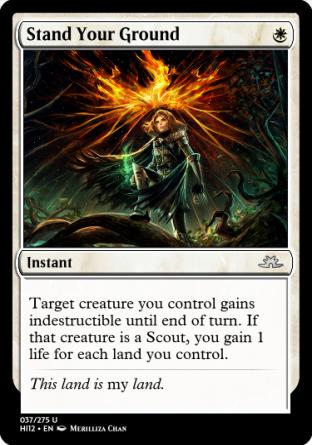 Stand Your Ground
Instant
Target creature you control gains
indestructible until end of turn. If
that creature is a Scout, you gain 1
life for each land you control.
This land is my land.
037/275 U
HI12 • EN Merilliza Chan